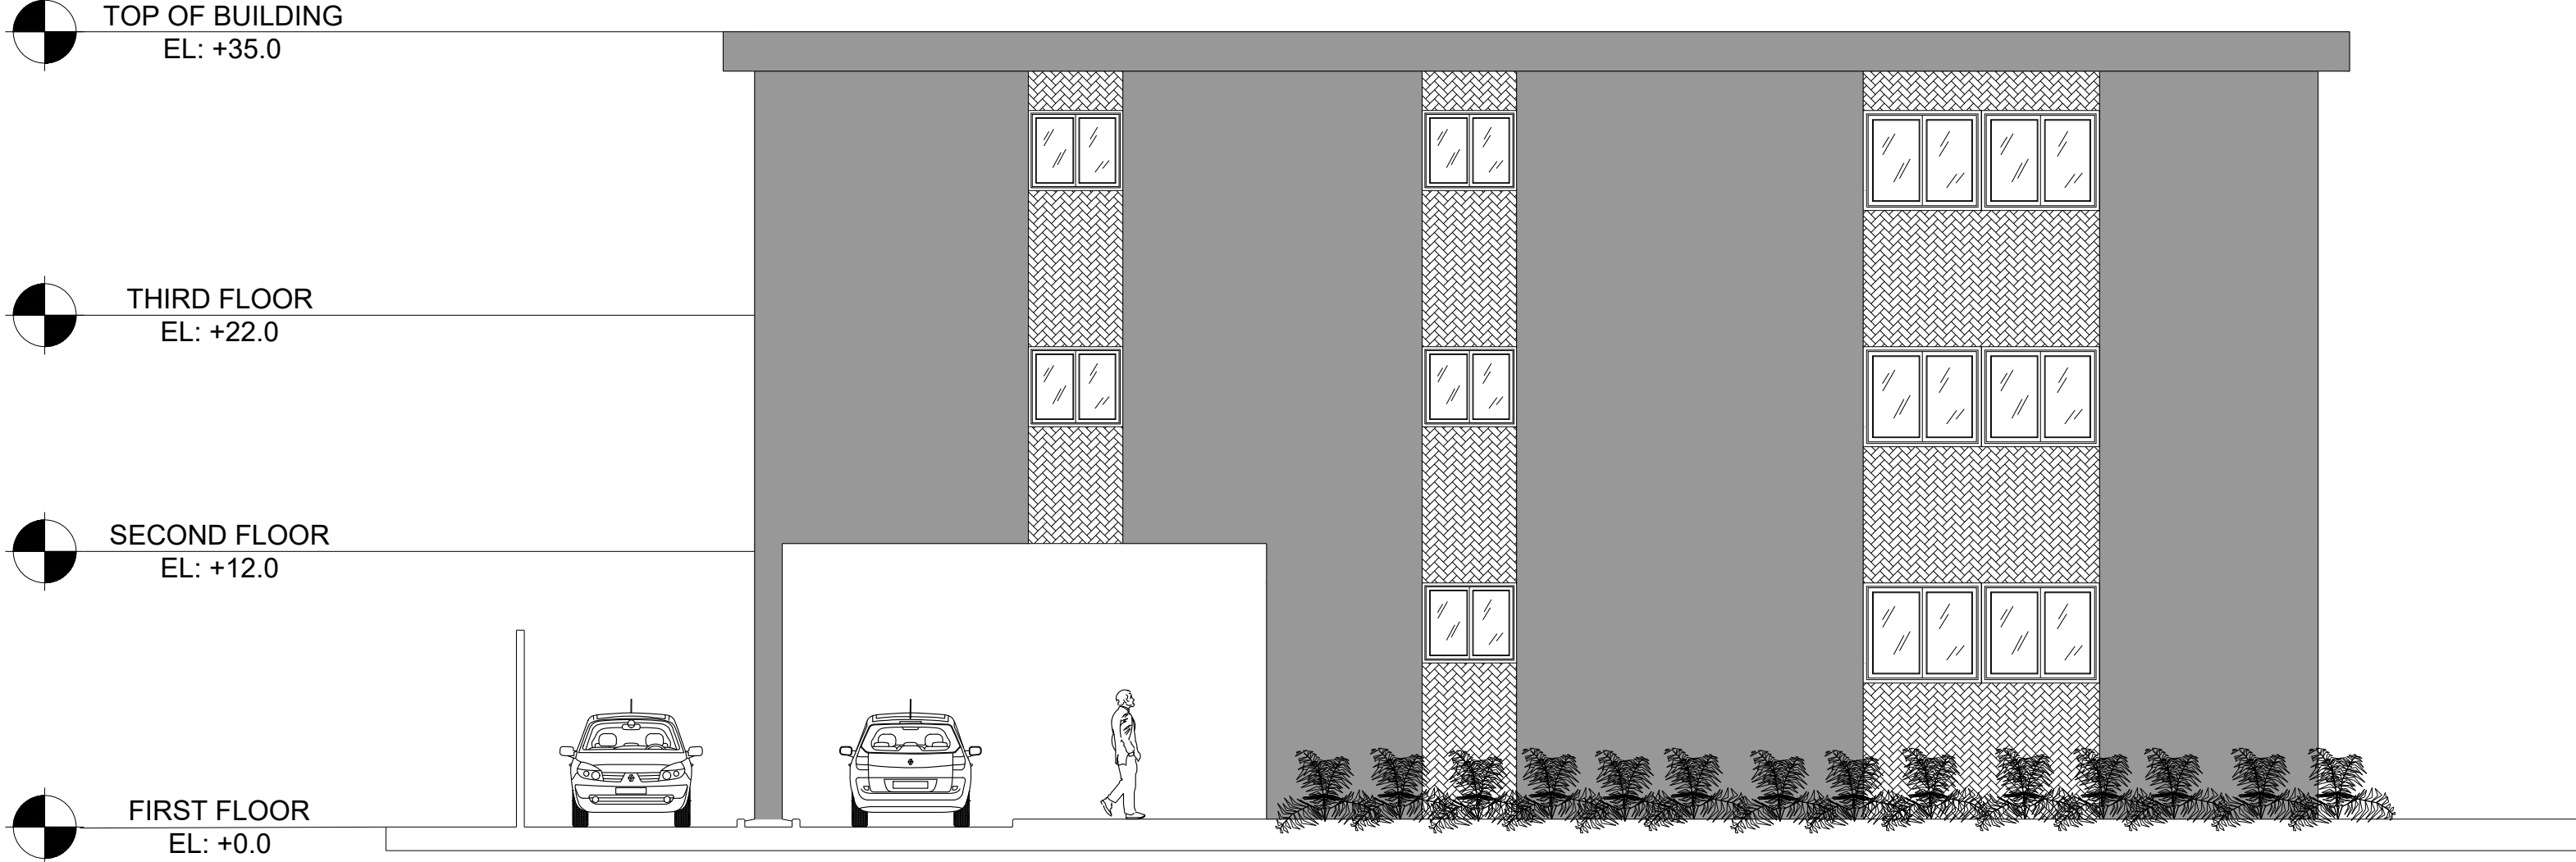 TOP OF BUILDING
EL: +35.0
THIRD FLOOR
EL: +22.0
SECOND FLOOR
EL: +12.0
FIRST FLOOR
EL: +0.0